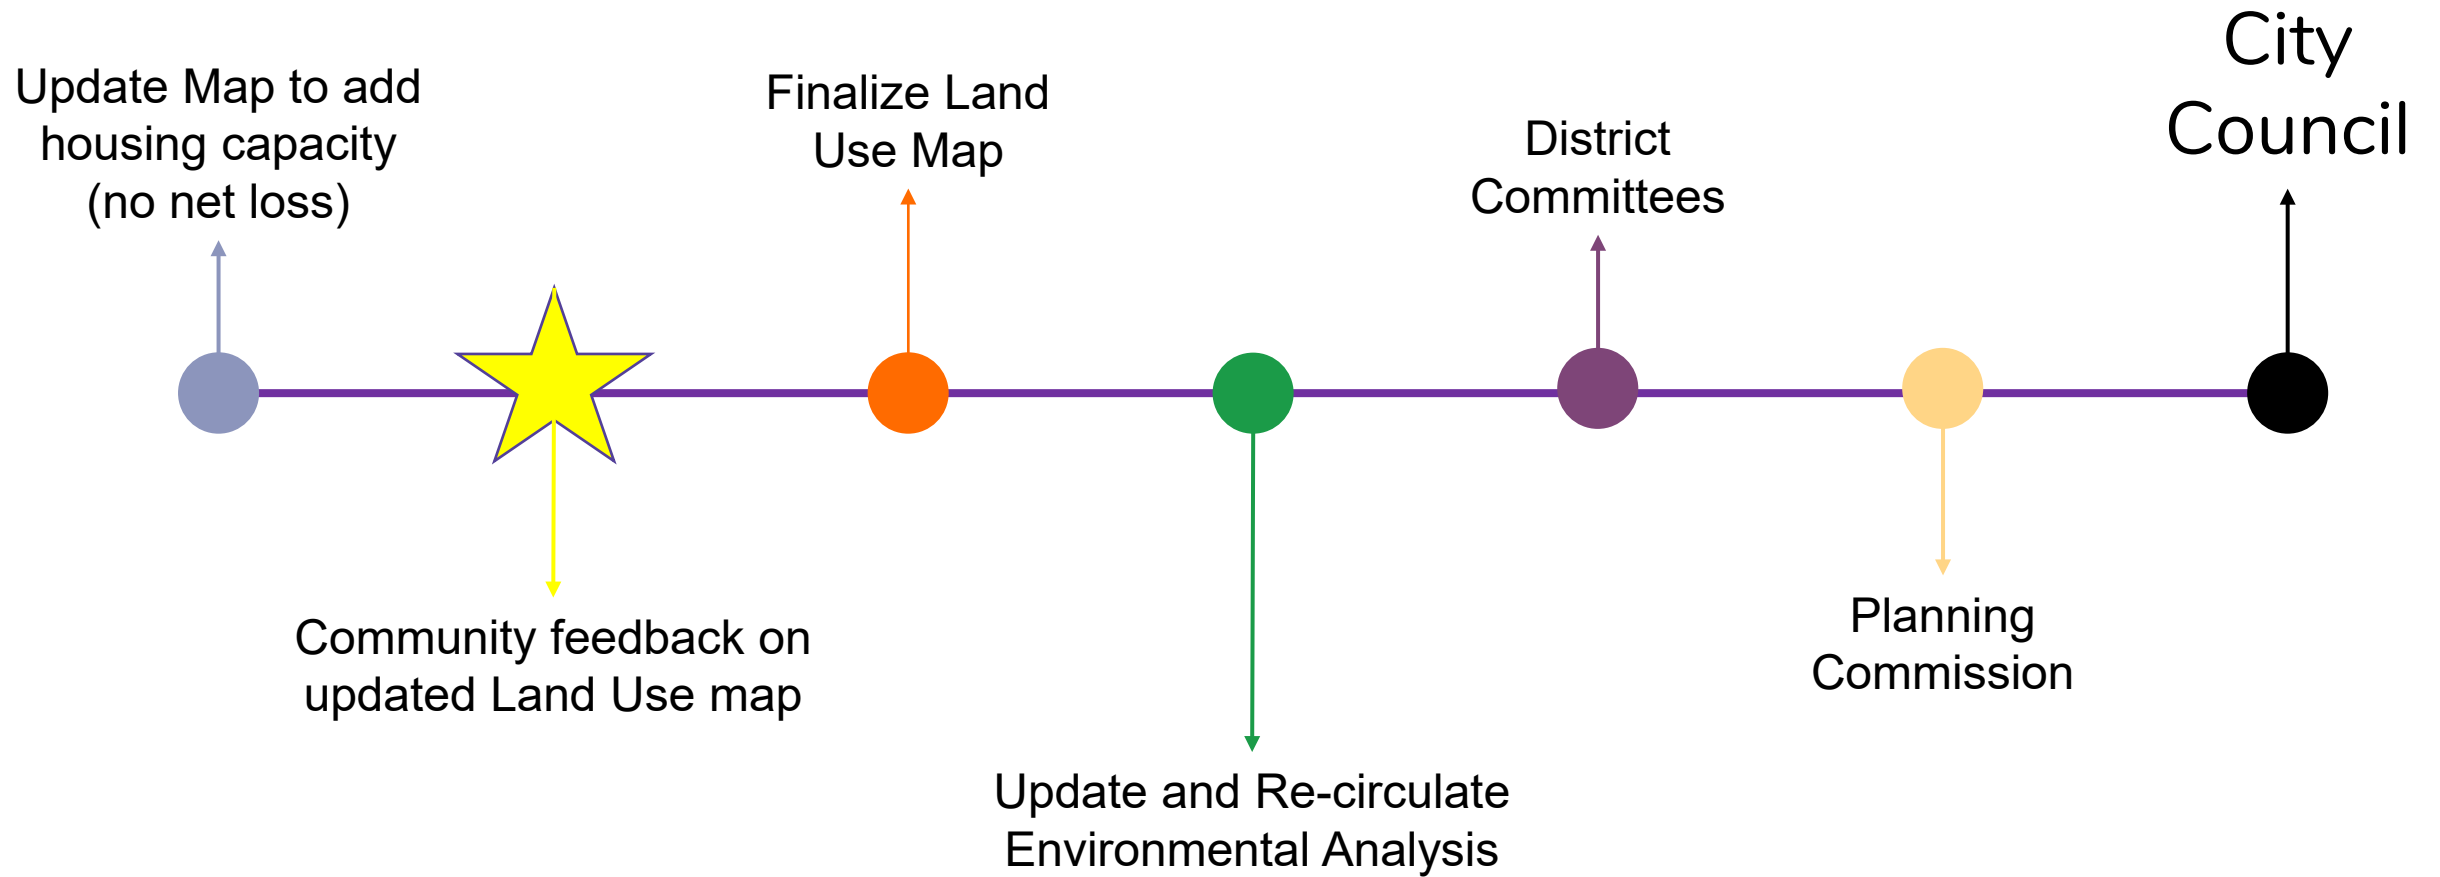 Update Map to add
housing capacity
(no net loss)
Community feedback on
updated Land Use map
Finalize Land
Use Map
Update and Re-circulate
Environmental Analysis
District
Committees
Planning
Commission
City
Council